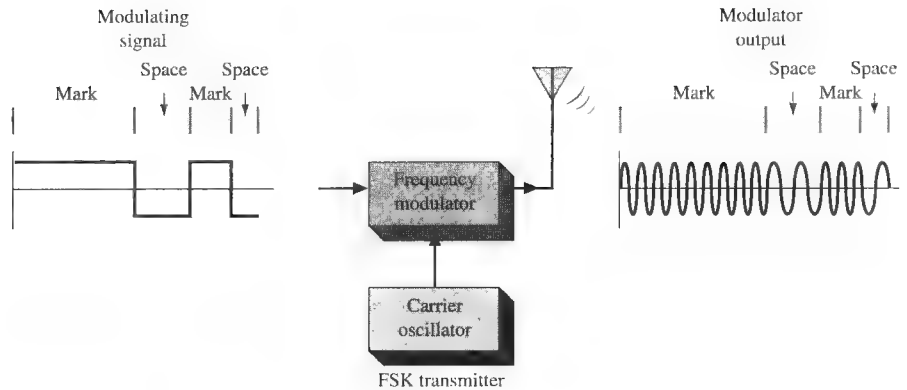 Modulating
signal
Space
Space
Mark
Mark
Frequency
modulator
Carrier
oscillator
FSK transmitter
Modulator
output
Space
Space
Mark
Mark